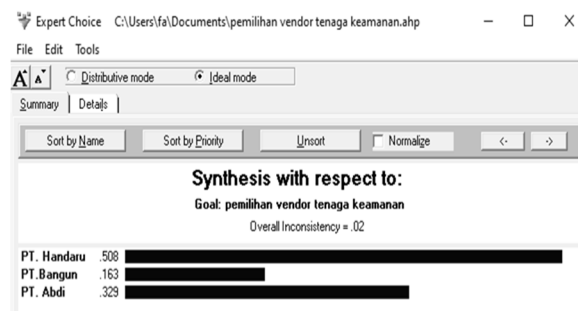 Expert Choice C:\Users\fa\Documents\pemilihan vendor tenaga keamanan.ahp
File Edit Tools
A A Distributive mode Ideal mode
Summary Details
Sort by Name Sort by Priority Unsort Normalize <- ->
Synthesis with respect to:
Goal: pemilihan vendor tenaga keamanan
Overall Inconsistency = .02
PT. Handaru .508
PT.Bangun .163
PT. Abdi .329